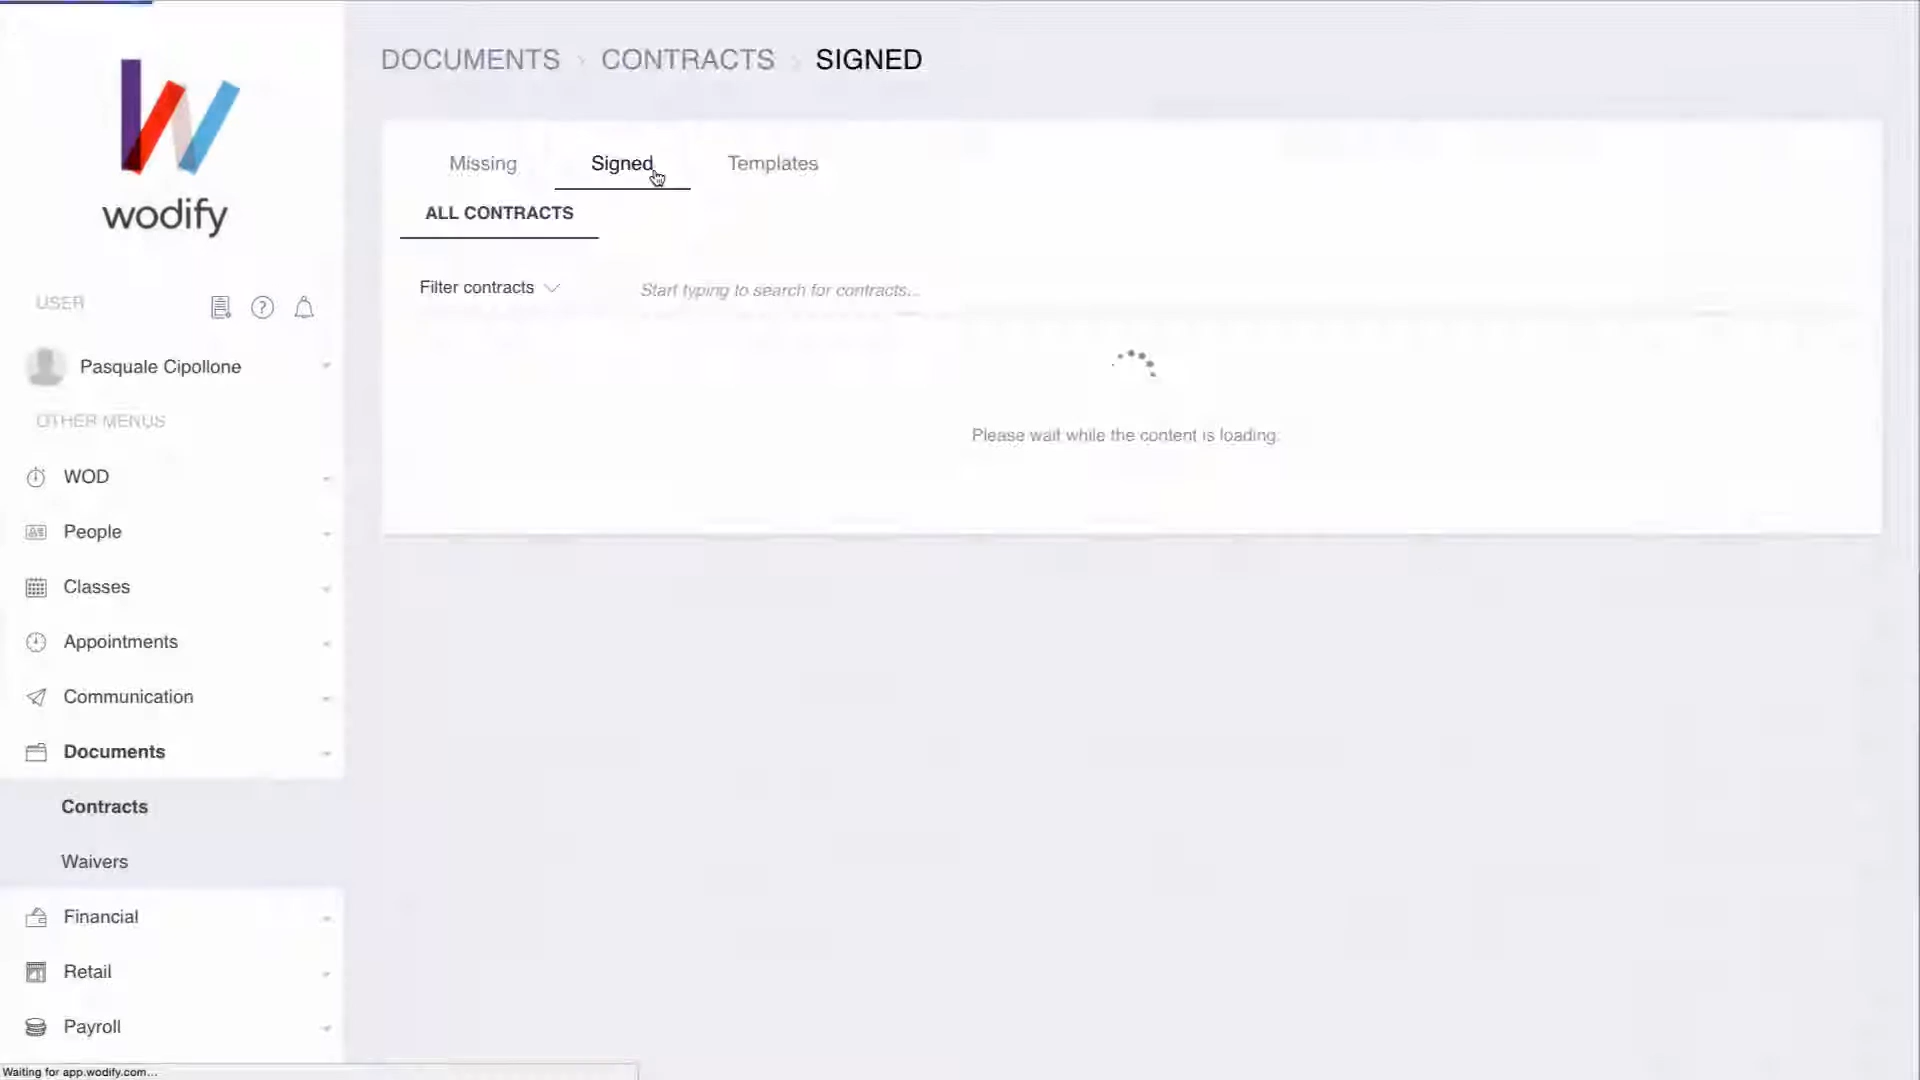 wodify
USER
Pasquale Cipollone
OTHER MENUS
WOD
People
Classes
Appointments
Communication
Documents
Contracts
Waivers
Financial
Retail
Payroll
Waiting for app.wodify.com...
DOCUMENTS › CONTRACTS › SIGNED
Missing Signed Templates
ALL CONTRACTS
Filter contracts Start typing to search for contracts...
Please wait while the content is loading.